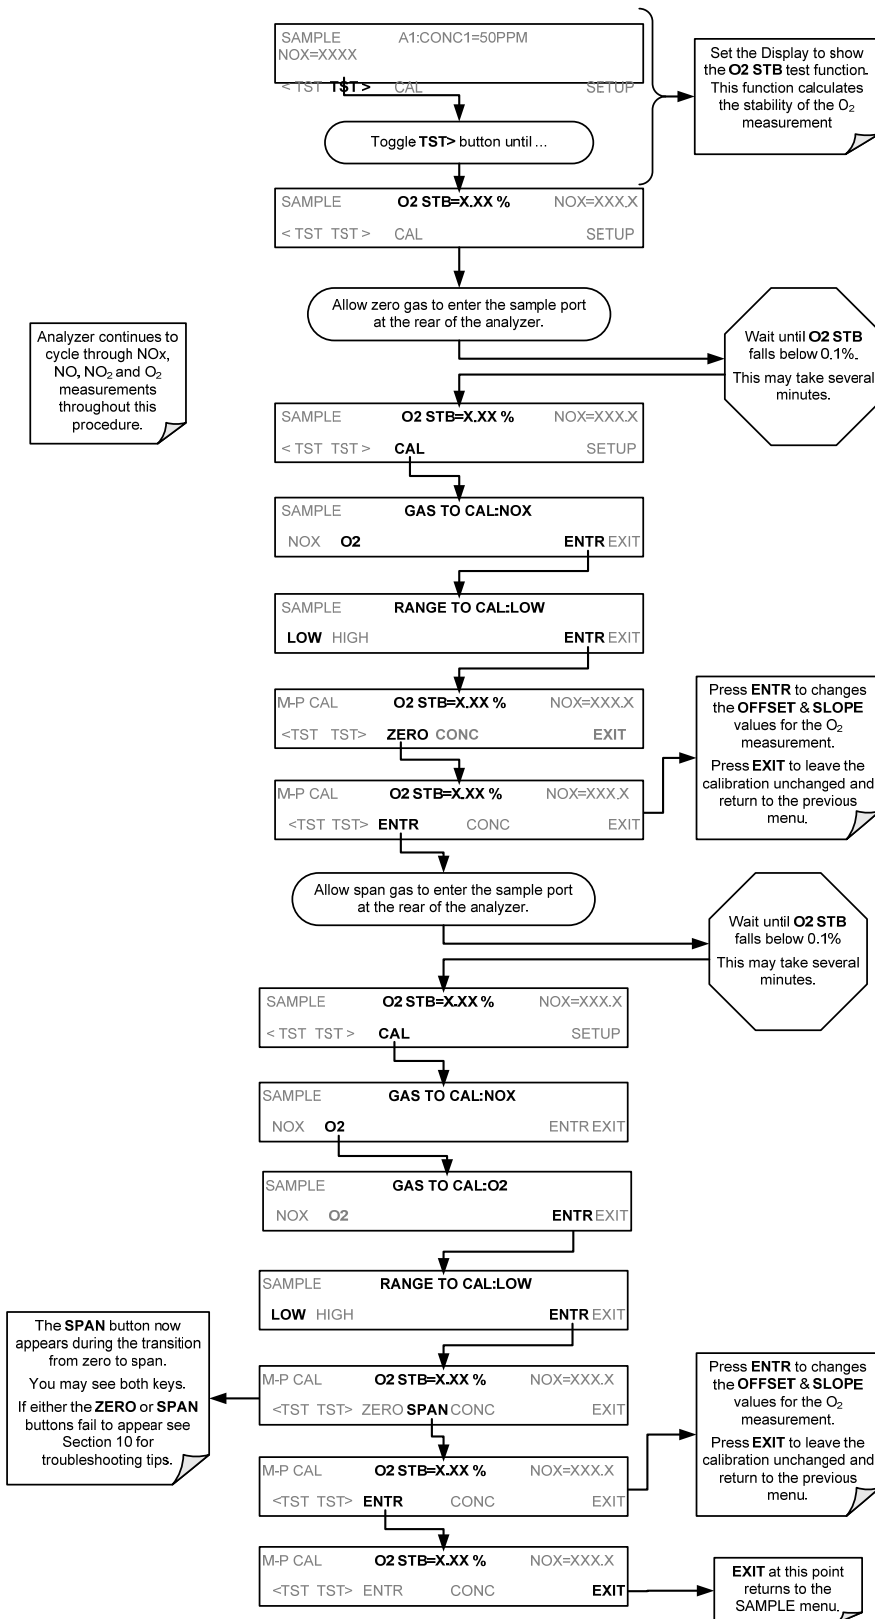 SAMPLE A1:CONC1=50PPM
NOX=XXXX
< TST TST > CAL SETUP
Set the Display to show
the O2 STB test function.
This function calculates
the stability of the O2
measurement
Toggle TST> button until ...
SAMPLE O2 STB=X.XX % NOX=XXX.X
< TST TST > CAL SETUP
Allow zero gas to enter the sample port
at the rear of the analyzer.
Wait until O2 STB
falls below 0.1%.
This may take several
minutes.
Analyzer continues to
cycle through NOx,
NO, NO2 and O2
measurements
throughout this
procedure.
SAMPLE O2 STB=X.XX % NOX=XXX.X
< TST TST > CAL SETUP
SAMPLE GAS TO CAL:NOX
NOX O2 ENTR EXIT
SAMPLE RANGE TO CAL:LOW
LOW HIGH ENTR EXIT
M-P CAL O2 STB=X.XX % NOX=XXX.X
<TST TST> ZERO CONC EXIT
Press ENTR to changes
the OFFSET & SLOPE
values for the O2
measurement.
Press EXIT to leave the
calibration unchanged and
return to the previous
menu.
M-P CAL O2 STB=X.XX % NOX=XXX.X
<TST TST> ENTR CONC EXIT
Allow span gas to enter the sample port
at the rear of the analyzer.
Wait until O2 STB
falls below 0.1%
This may take several
minutes.
SAMPLE O2 STB=X.XX % NOX=XXX.X
< TST TST > CAL SETUP
SAMPLE GAS TO CAL:NOX
NOX O2 ENTR EXIT
SAMPLE GAS TO CAL:O2
NOX O2 ENTR EXIT
SAMPLE RANGE TO CAL:LOW
LOW HIGH ENTR EXIT
The SPAN button now
appears during the transition
from zero to span.
You may see both keys.
If either the ZERO or SPAN
buttons fail to appear see
Section 10 for
troubleshooting tips.
M-P CAL O2 STB=X.XX % NOX=XXX.X
<TST TST> ZERO SPAN CONC EXIT
Press ENTR to changes
the OFFSET & SLOPE
values for the O2
measurement.
Press EXIT to leave the
calibration unchanged and
return to the previous
menu.
M-P CAL O2 STB=X.XX % NOX=XXX.X
<TST TST> ENTR CONC EXIT
M-P CAL O2 STB=X.XX % NOX=XXX.X
<TST TST> ENTR CONC EXIT
EXIT at this point
returns to the
SAMPLE menu.